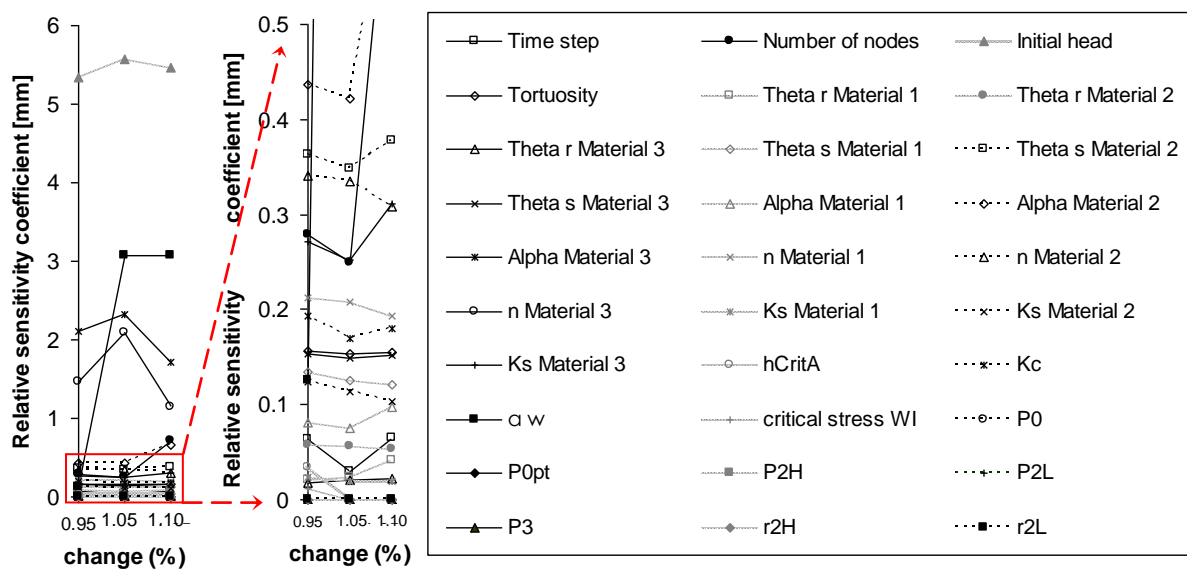 Relative sensitivity coefficient [mm]
6
5
4
3
2
1
0
0.95 1.05 1.10
change (%)
Relative sensitivity coefficient [mm]
0.5
0.4
0.3
0.2
0.1
0
0.95 1.05 1.10
change (%)
Time step Number of nodes Initial head
Tortuosity Theta r Material 1 Theta r Material 2
Theta r Material 3 Theta s Material 1 Theta s Material 2
Theta s Material 3 Alpha Material 1 Alpha Material 2
Alpha Material 3 n Material 1 n Material 2
n Material 3 Ks Material 1 Ks Material 2
Ks Material 3 hCritA Kc
a w critical stress WI P0
P0pt P2H P2L
P3 r2H r2L